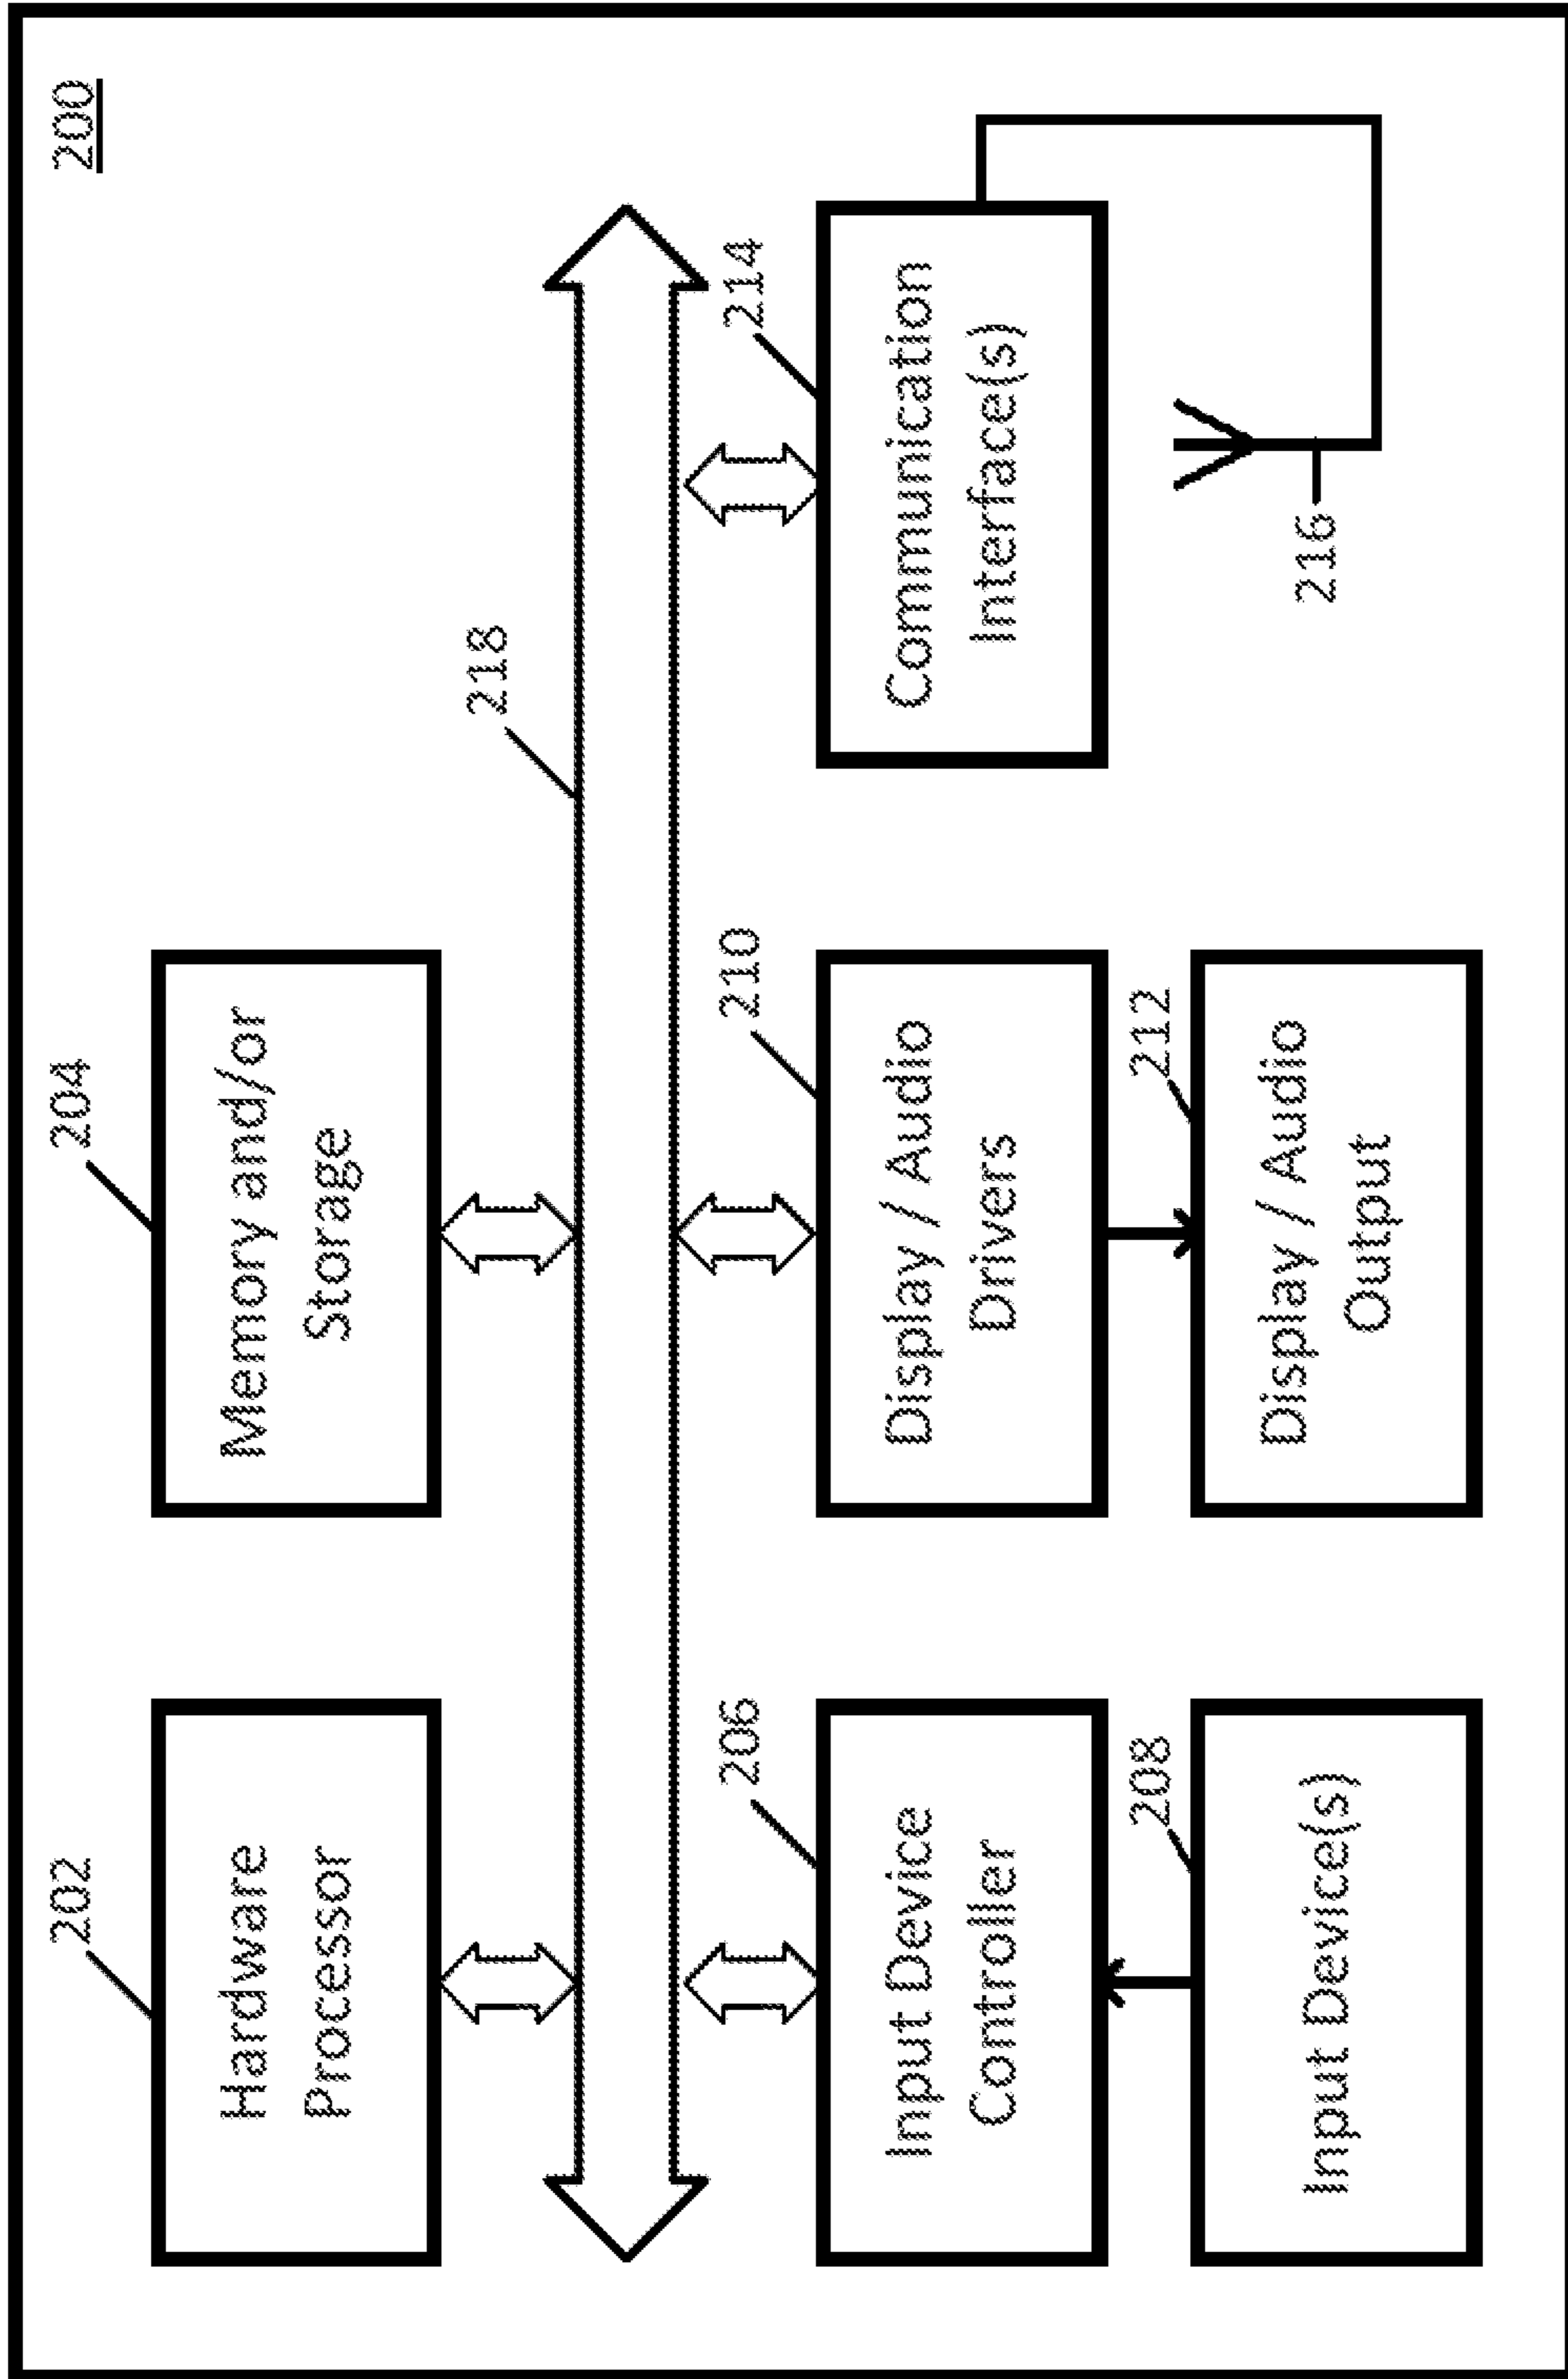 200
202
Hardware
Processor
204
Memory and/or
Storage
218
206
Input Device
Controller
210
Display / Audio
Drivers
214
Communication
Interface(s)
208
Input Device(s)
212
Display / Audio
Output
216